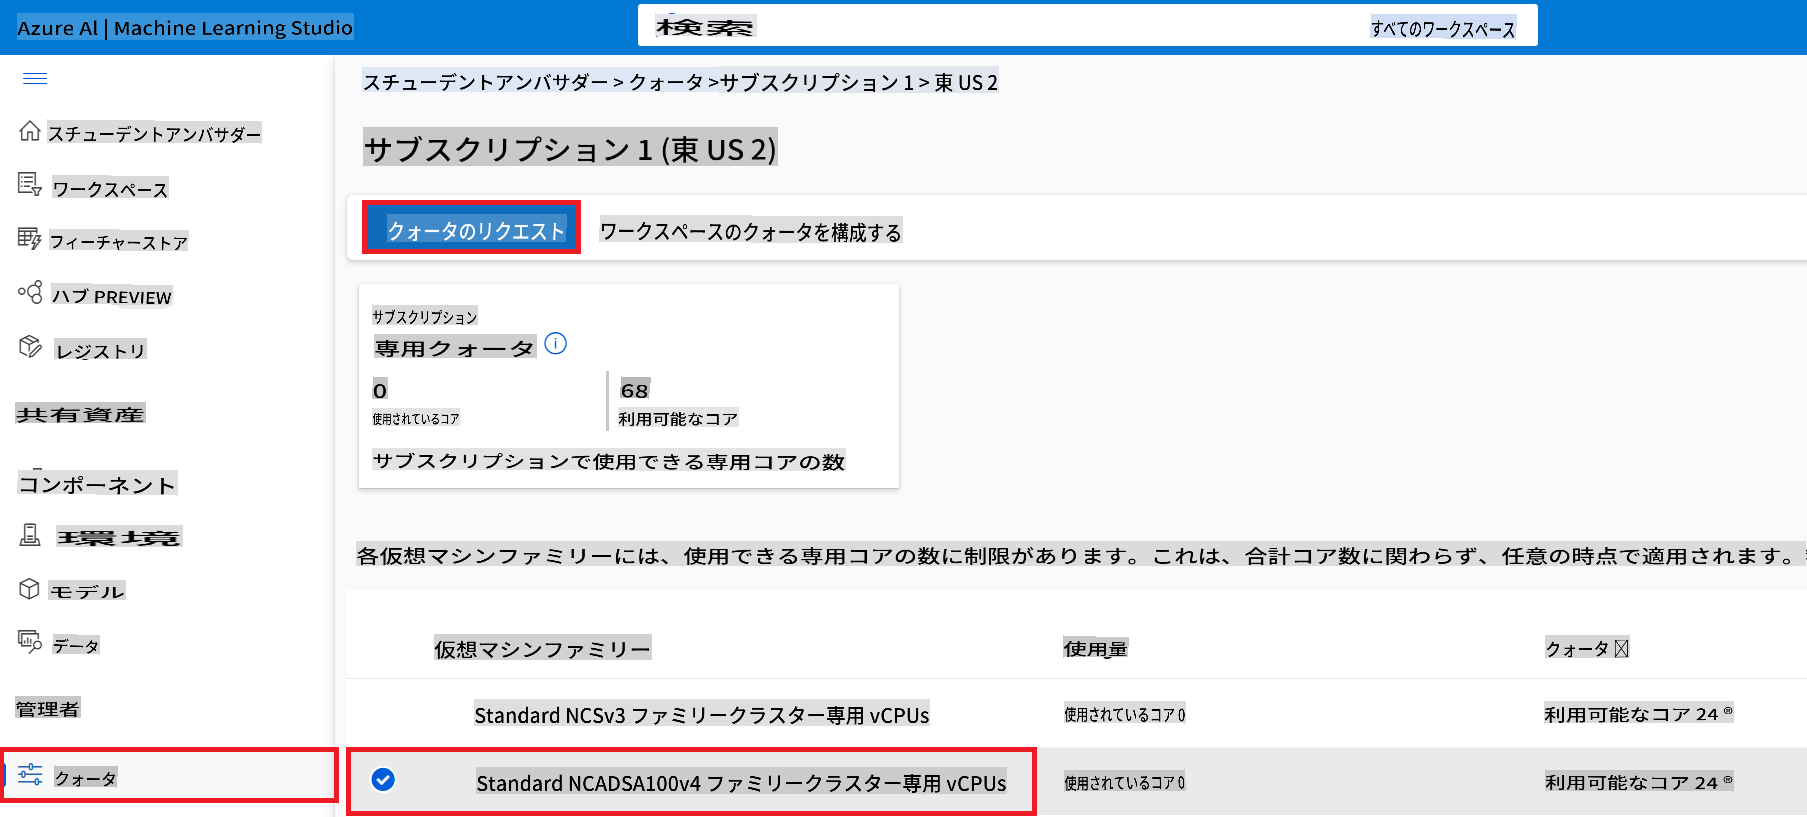 Azure Al | Machine Learning Studio
検索
すべてのワークスペース
スチューデントアンバサダー > クォータ >サブスクリプション 1 > 東 US 2
スチューデントアンバサダー
サブスクリプション 1 (東 US 2)
ワークスペース
クォータのリクエスト
ワークスペースのクォータを構成する
フィーチャーストア
ハブ PREVIEW
レジストリ
サブスクリプション
専用クォータ
0
68
使用されているコア
利用可能なコア
サブスクリプションで使用できる専用コアの数
共有資産
コンポーネント
環境
モデル
データ
管理者
クォータ
各仮想マシンファミリーには、使用できる専用コアの数に制限があります。これは、合計コア数に関わらず、任意の時点で適用されます。
仮想マシンファミリー
使用量
クォータ
Standard NCSv3 ファミリークラスター専用 vCPUs
使用されているコア 0
利用可能なコア 24 ®
Standard NCADSA100v4 ファミリークラスター専用 vCPUs
使用されているコア 0
利用可能なコア 24 ®